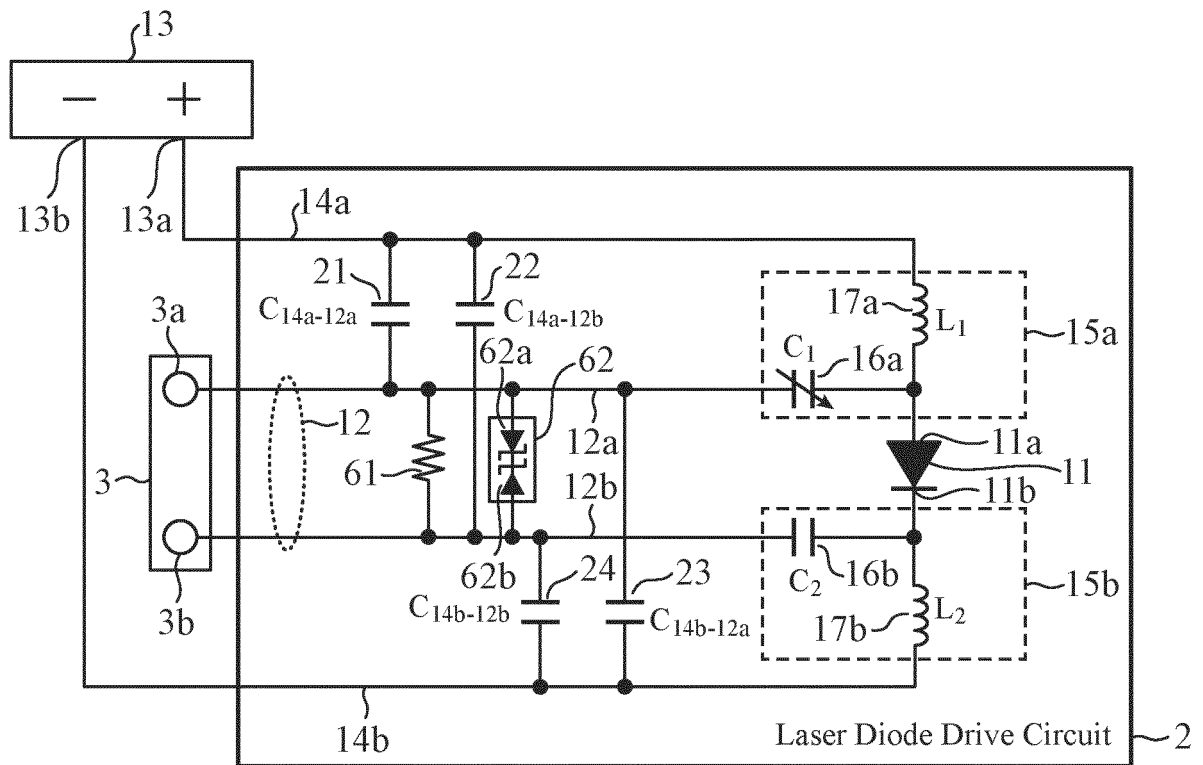 13
− +
13b
13a
14a
21
22
C14a-12a
C14a-12b
17a
L1
15a
3a
62a
62
C1
16a
12
12a
11a
61
12b
11
11b
3
62b
24
23
C2
16b
15b
3b
C14b-12b
C14b-12a
17b
L2
14b
Laser Diode Drive Circuit
2